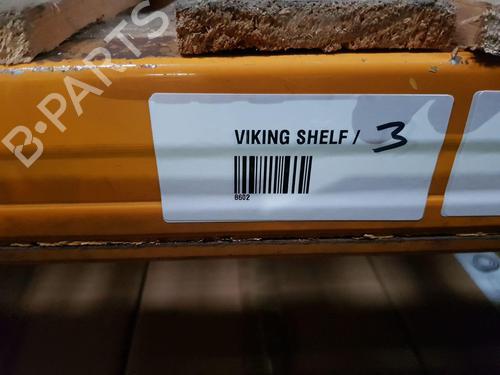 B-PARTS
VIKING SHELF / 3
8602